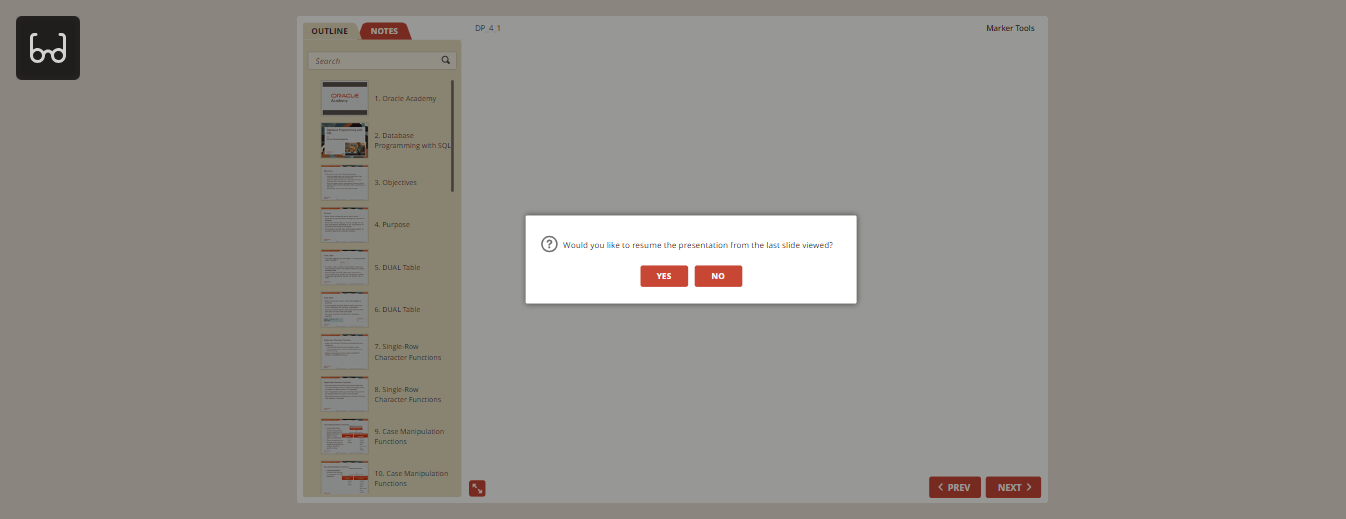 OUTLINE
NOTES
DP_4_1
Marker Tools
Search
ORACLE
Academy
1. Oracle Academy
2. Database
Programming with SQL
3. Objectives
4. Purpose
5. DUAL Table
6. DUAL Table
7. Single-Row
Character Functions
8. Single-Row
Character Functions
9. Case Manipulation
Functions
10. Case Manipulation
Functions
Would you like to resume the presentation from the last slide viewed?
YES
NO
PREV
NEXT